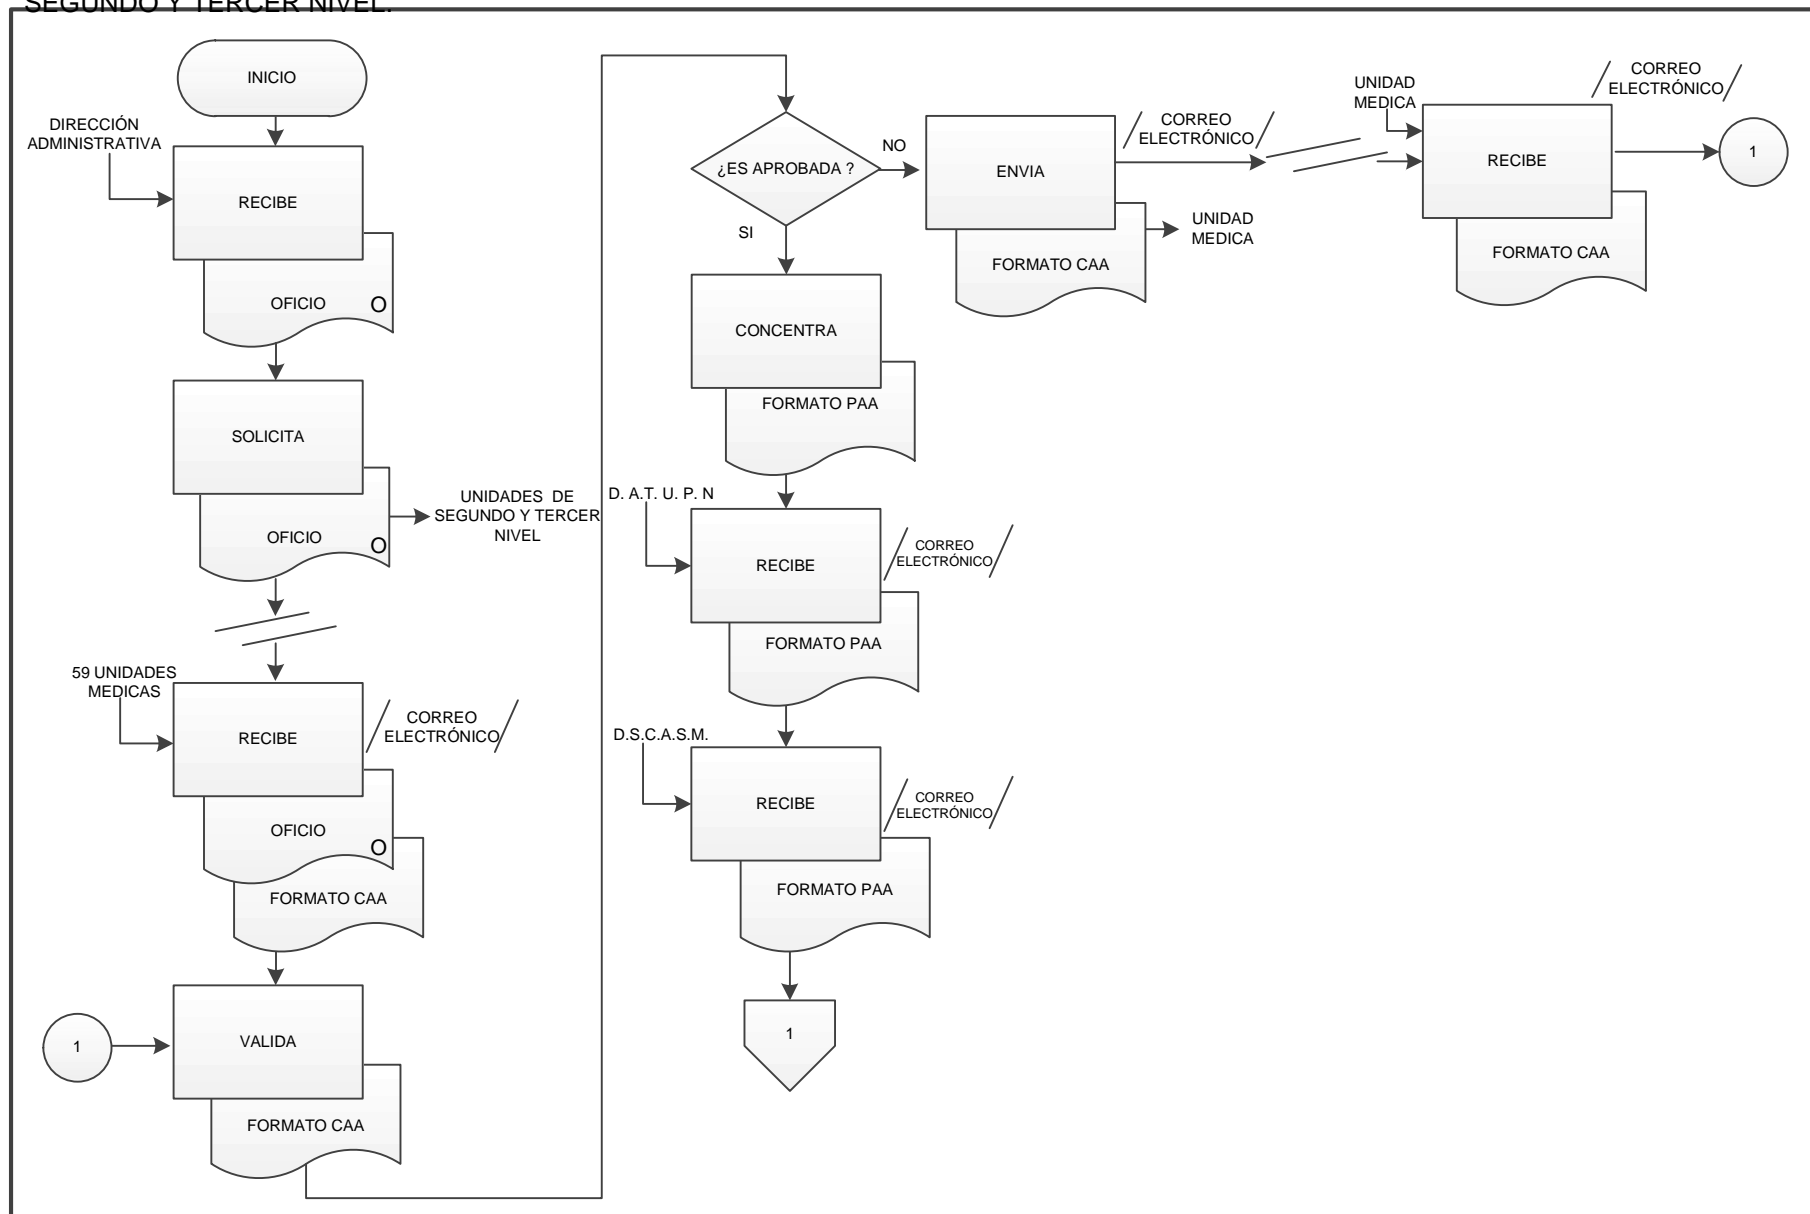 SEGUNDO Y TERCER NIVEL.
INICIO
DIRECCIÓN
ADMINISTRATIVA
RECIBE
OFICIO
O
SOLICITA
OFICIO
O
UNIDADES DE
SEGUNDO Y TERCER
NIVEL
59 UNIDADES
MEDICAS
RECIBE
CORREO
ELECTRÓNICO
OFICIO
O
FORMATO CAA
1
VALIDA
FORMATO CAA
¿ES APROBADA ?
NO
SI
ENVIA
CORREO
ELECTRÓNICO
FORMATO CAA
UNIDAD
MEDICA
UNIDAD
MEDICA
RECIBE
CORREO
ELECTRÓNICO
FORMATO CAA
1
CONCENTRA
FORMATO PAA
D. A.T. U. P. N
RECIBE
CORREO
ELECTRÓNICO
FORMATO PAA
D.S.C.A.S.M.
RECIBE
CORREO
ELECTRÓNICO
FORMATO PAA
1